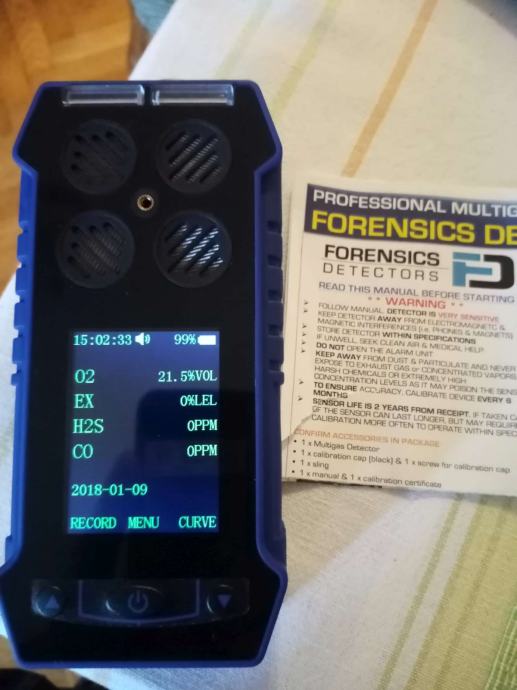 15:02:33 99%
O2 21.5%VOL
EX 0%LEL
H2S 0PPM
CO 0PPM
2018-01-09
RECORD MENU CURVE
PROFESSIONAL MULTIG
FORENSICS DE
FORENSICS
DETECTORS
FD
READ THIS MANUAL BEFORE STARTING
** WARNING **
FOLLOW MANUAL. DETECTOR IS VERY SENSITIVE
KEEP DETECTOR AWAY FROM ELECTROMAGNETIC &
MAGNETIC INTERFERENCES (i.e. PHONES & MAGNETS)
STORE DETECTOR WITHIN SPECIFICATIONS
IF UNWELL, SEEK CLEAN AIR & MEDICAL HELP
DO NOT OPEN THE ALARM UNIT
KEEP AWAY FROM DUST & PARTICULATE AND NEVER
EXPOSE TO EXHAUST GAS or CONCENTRATED VAPORS
HARSH CHEMICALS OR EXTREMELY HIGH
CONCENTRATION LEVELS AS IT MAY POISON THE SENS
TO ENSURE ACCURACY, CALIBRATE DEVICE EVERY 6
MONTHS
SENSOR LIFE IS 2 YEARS FROM RECEIPT. IF TAKEN CA
OF THE SENSOR CAN LAST LONGER, BUT MAY REQUIRE
CALIBRATION MORE OFTEN TO OPERATE WITHIN SPEC
CONFIRM ACCESSORIES IN PACKAGE
• 1 x Multigas Detector
• 1 x calibration cap (black) & 1 x screw for calibration cap
• 1 x sling
• 1 x manual & 1 x calibration certificate